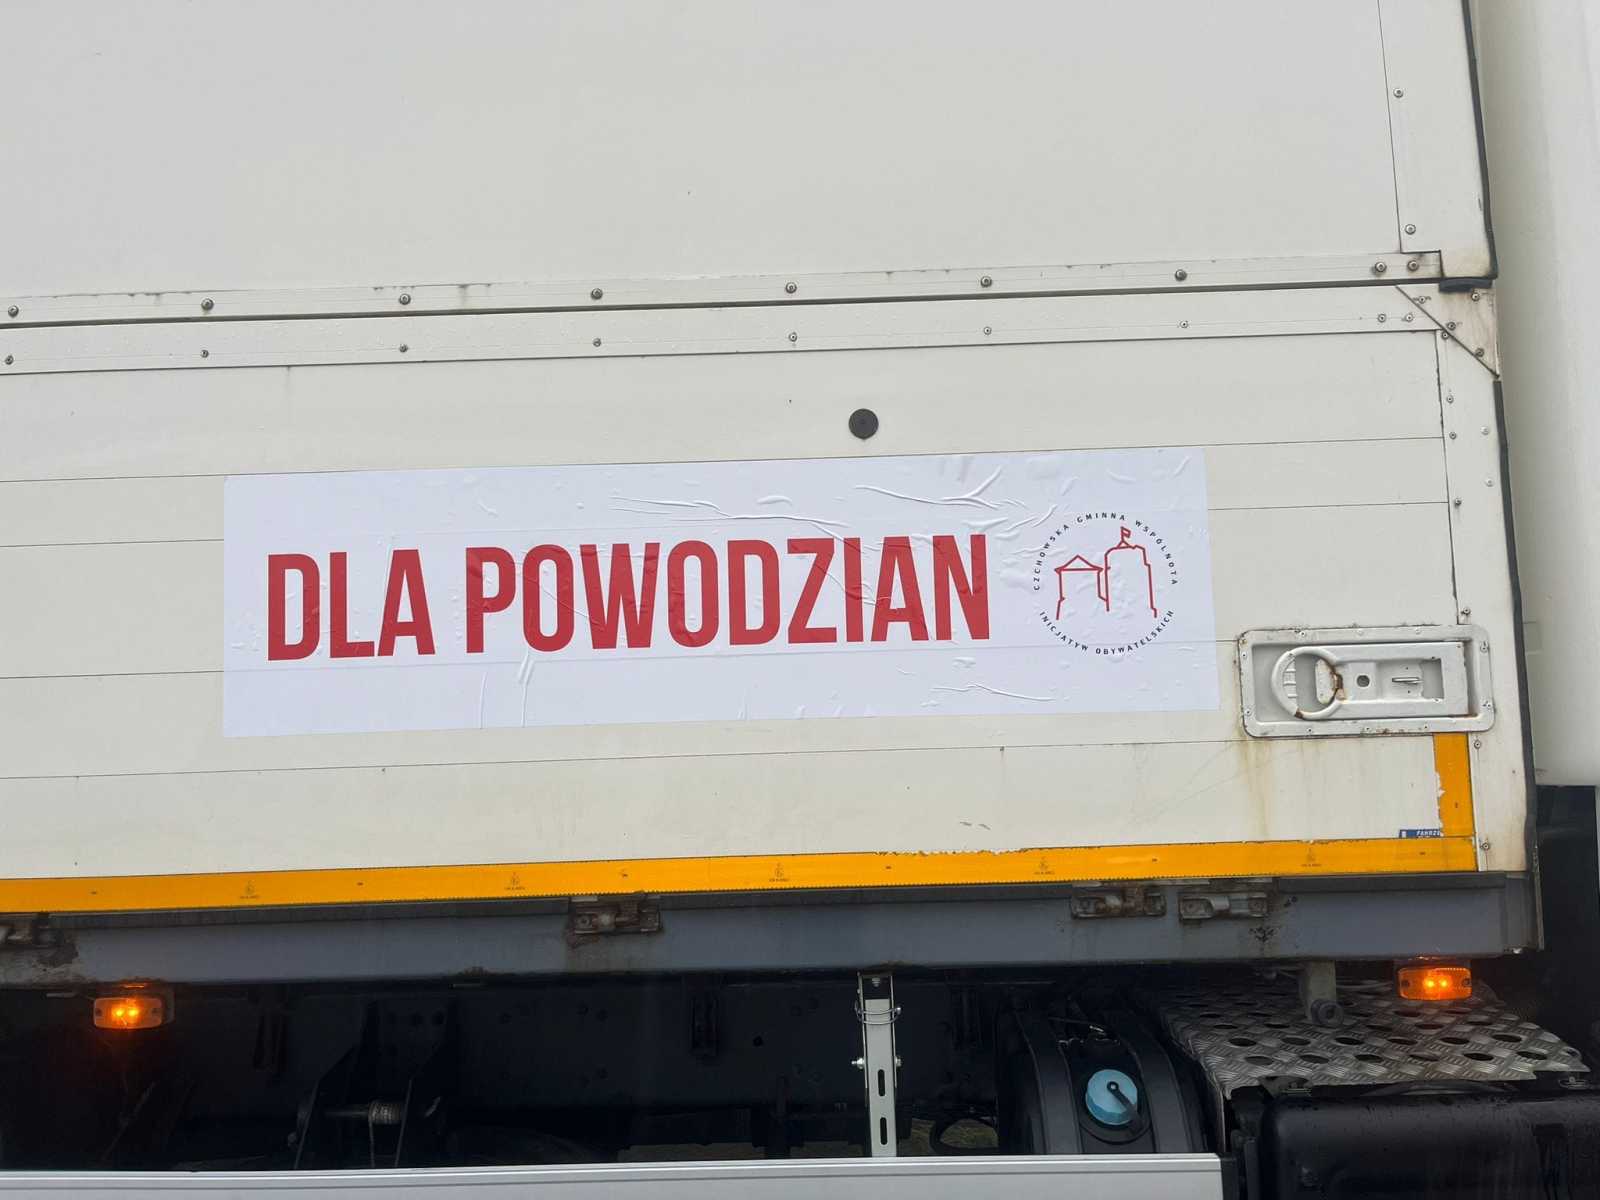 DLA POWODZIAN
CZCHOWSKA GMINNA WSPÓLNOTA
INICJATYW OBYWATELSKICH